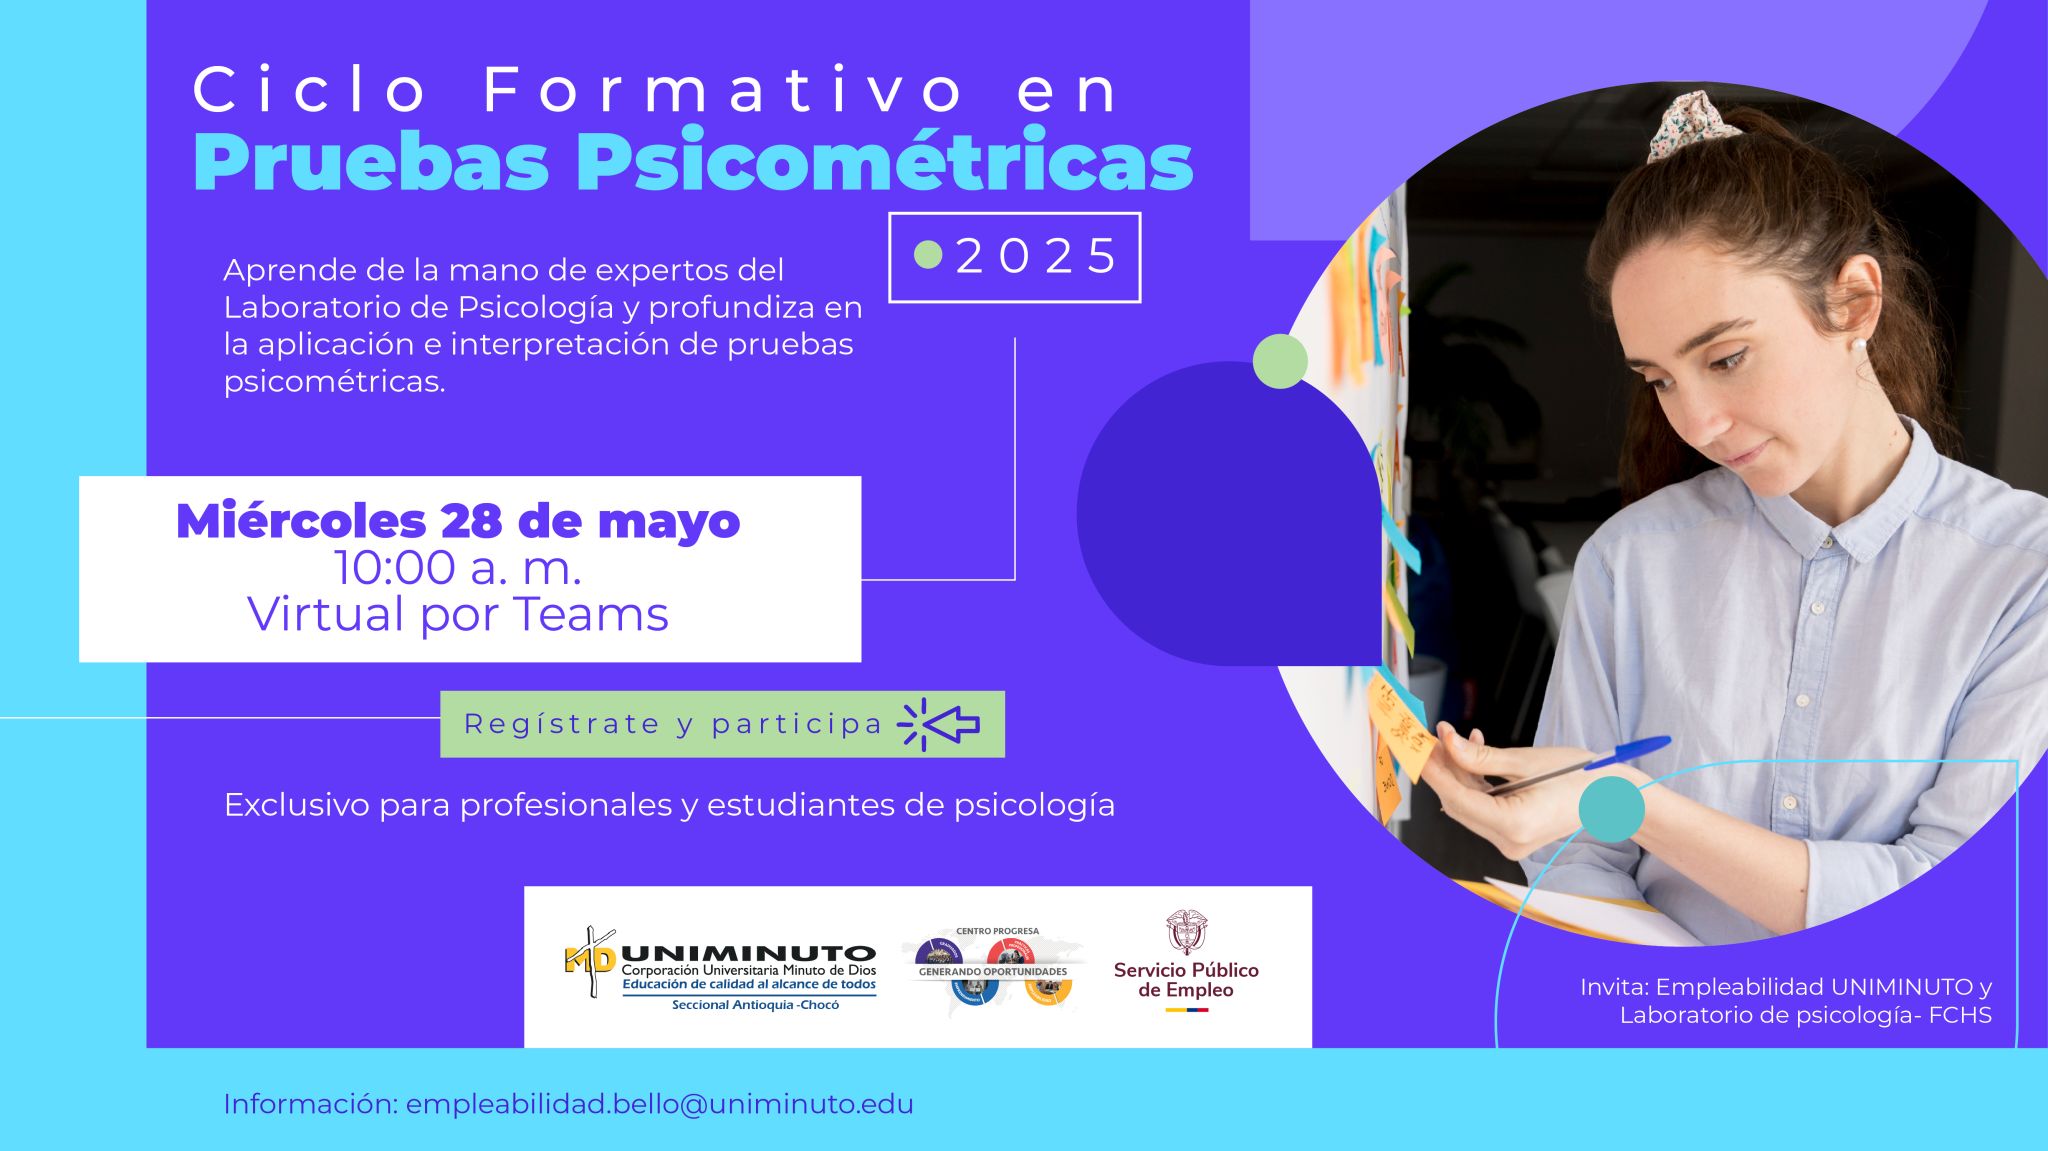 Ciclo Formativo en
Pruebas Psicométricas
2025
Aprende de la mano de expertos del
Laboratorio de Psicología y profundiza en
la aplicación e interpretación de pruebas
psicométricas.
Miércoles 28 de mayo
10:00 a. m.
Virtual por Teams
Regístrate y participa
Exclusivo para profesionales y estudiantes de psicología
MD UNIMINUTO
Corporación Universitaria Minuto de Dios
Educación de calidad al alcance de todos
Seccional Antioquia -Chocó
CENTRO PROGRESA
GENERANDO OPORTUNIDADES
Servicio Público
de Empleo
Invita: Empleabilidad UNIMINUTO y
Laboratorio de psicología- FCHS
Información: empleabilidad.bello@uniminuto.edu